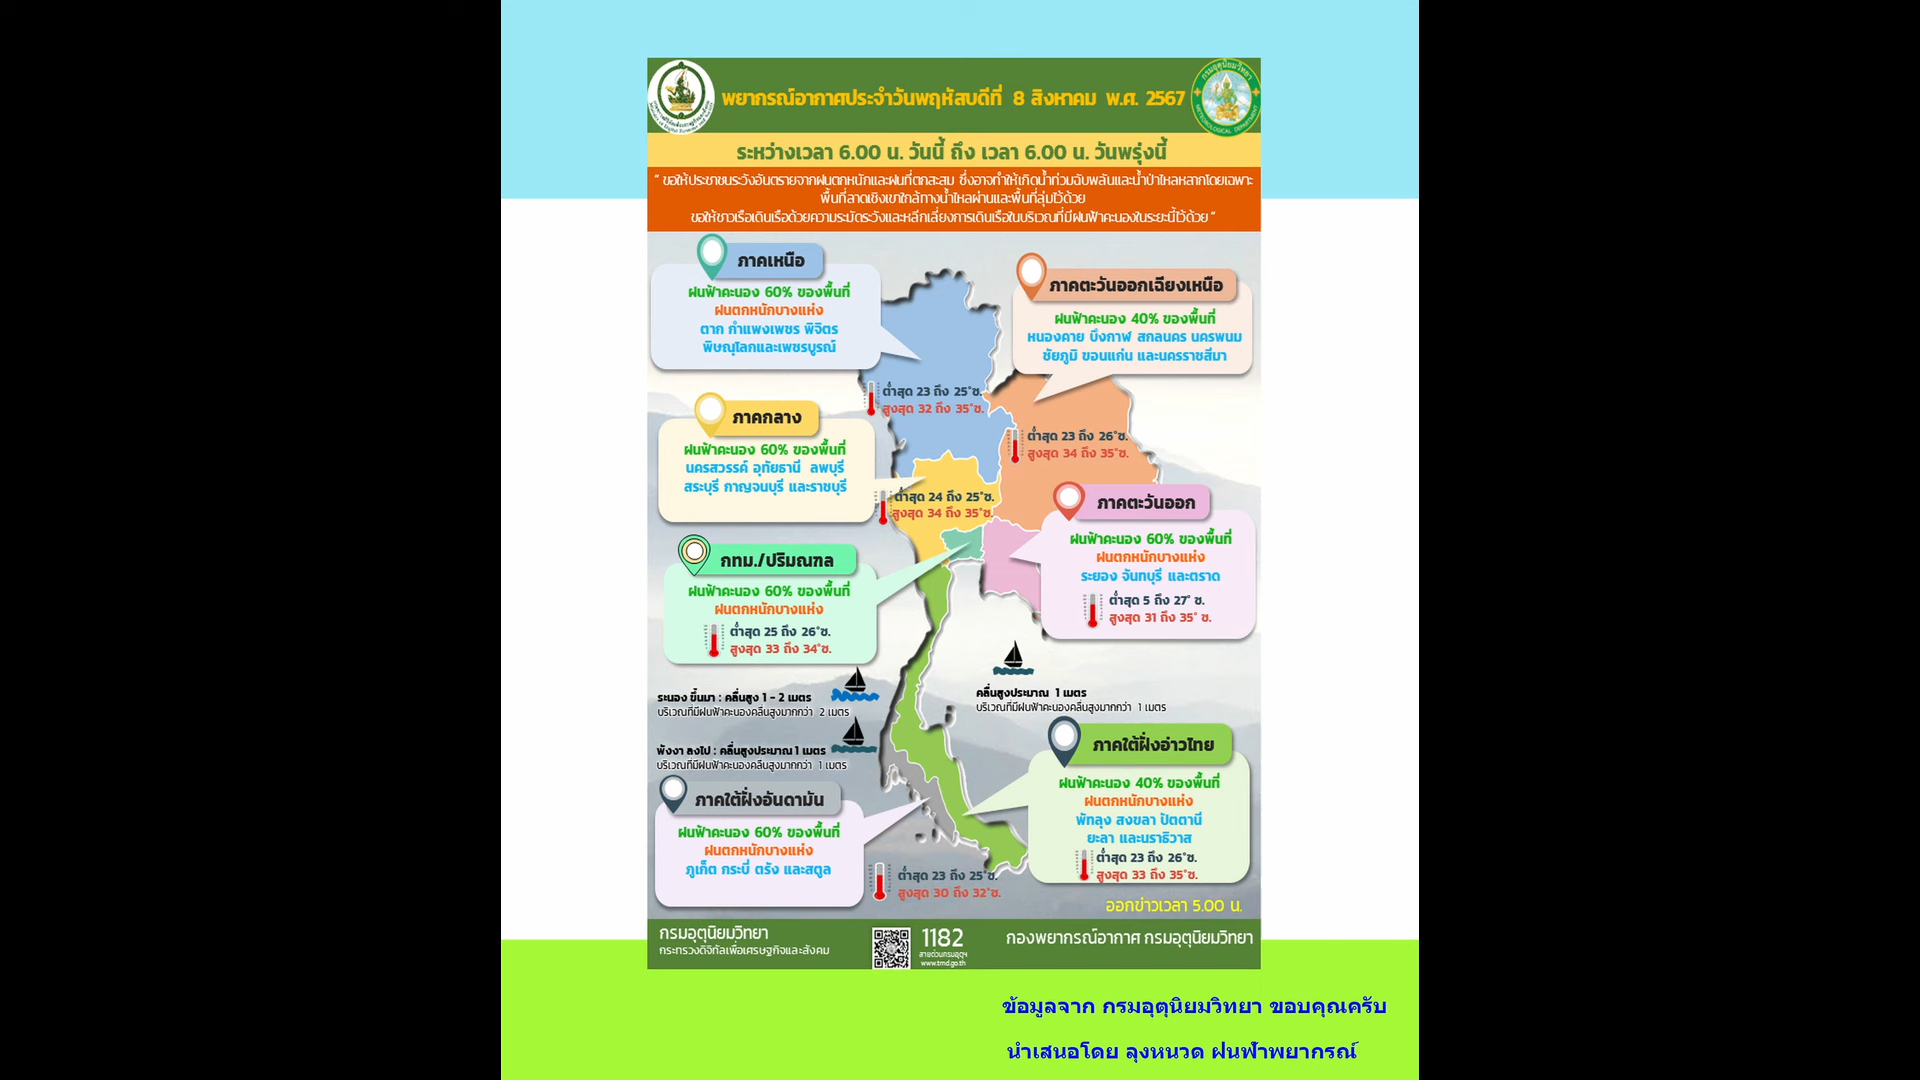 พยากรณ์อากาศประจำวันพฤหัสบดีที่ 8 สิงหาคม พ.ศ. 2567
ระหว่างเวลา 6.00 น. วันนี้ ถึง เวลา 6.00 น. วันพรุ่งนี้
" ขอให้ประชาชนระวังอันตรายจากฝนตกหนักและฝนที่ตกสะสม ซึ่งอาจทำให้เกิดน้ำท่วมฉับพลันและน้ำป่าไหลหลากโดยเฉพาะ
พื้นที่ลาดเชิงเขาใกล้ทางน้ำไหลผ่านและพื้นที่ลุ่มไว้ด้วย
ขอให้ชาวเรือเดินเรือด้วยความระมัดระวังและหลีกเลี่ยงการเดินเรือในบริเวณที่มีฝนฟ้าคะนองในระยะนี้ไว้ด้วย "
ภาคเหนือ
ฝนฟ้าคะนอง 60% ของพื้นที่
ฝนตกหนักบางแห่ง
ตาก กำแพงเพชร พิจิตร
พิษณุโลกและเพชรบูรณ์
ต่ำสุด 23 ถึง 25°ซ.
สูงสุด 32 ถึง 35°ซ.
ภาคตะวันออกเฉียงเหนือ
ฝนฟ้าคะนอง 40% ของพื้นที่
หนองคาย บึงกาฬ สกลนคร นครพนม
ชัยภูมิ ขอนแก่น และนครราชสีมา
ต่ำสุด 23 ถึง 26°ซ.
สูงสุด 34 ถึง 35°ซ.
ภาคกลาง
ฝนฟ้าคะนอง 60% ของพื้นที่
นครสวรรค์ อุทัยธานี ลพบุรี
สระบุรี กาญจนบุรี และราชบุรี
ต่ำสุด 24 ถึง 25°ซ.
สูงสุด 34 ถึง 35°ซ.
ภาคตะวันออก
ฝนฟ้าคะนอง 60% ของพื้นที่
ฝนตกหนักบางแห่ง
ระยอง จันทบุรี และตราด
ต่ำสุด 5 ถึง 27° ซ.
สูงสุด 31 ถึง 35° ซ.
กทม./ปริมณฑล
ฝนฟ้าคะนอง 60% ของพื้นที่
ฝนตกหนักบางแห่ง
ต่ำสุด 25 ถึง 26°ซ.
สูงสุด 33 ถึง 34°ซ.
ระนอง ขึ้นมา : คลื่นสูง 1 - 2 เมตร
บริเวณที่มีฝนฟ้าคะนองคลื่นสูงมากกว่า 2 เมตร
คลื่นสูงประมาณ 1 เมตร
บริเวณที่มีฝนฟ้าคะนองคลื่นสูงมากกว่า 1 เมตร
พังงา ลงไป : คลื่นสูงประมาณ 1 เมตร
บริเวณที่มีฝนฟ้าคะนองคลื่นสูงมากกว่า 1 เมตร
ภาคใต้ฝั่งอ่าวไทย
ฝนฟ้าคะนอง 40% ของพื้นที่
ฝนตกหนักบางแห่ง
พัทลุง สงขลา ปัตตานี
ยะลา และนราธิวาส
ต่ำสุด 23 ถึง 26°ซ.
สูงสุด 33 ถึง 35°ซ.
ภาคใต้ฝั่งอันดามัน
ฝนฟ้าคะนอง 60% ของพื้นที่
ฝนตกหนักบางแห่ง
ภูเก็ต กระบี่ ตรัง และสตูล
ต่ำสุด 23 ถึง 25°ซ.
สูงสุด 30 ถึง 32°ซ.
ออกข่าวเวลา 5.00 น.
กรมอุตุนิยมวิทยา
กระทรวงดิจิทัลเพื่อเศรษฐกิจและสังคม
1182
สายด่วนกรมอุตุฯ
www.tmd.go.th
กองพยากรณ์อากาศ กรมอุตุนิยมวิทยา
ข้อมูลจาก กรมอุตุนิยมวิทยา ขอบคุณครับ
นำเสนอโดย ลุงหนวด ฝนฟ้าพยากรณ์